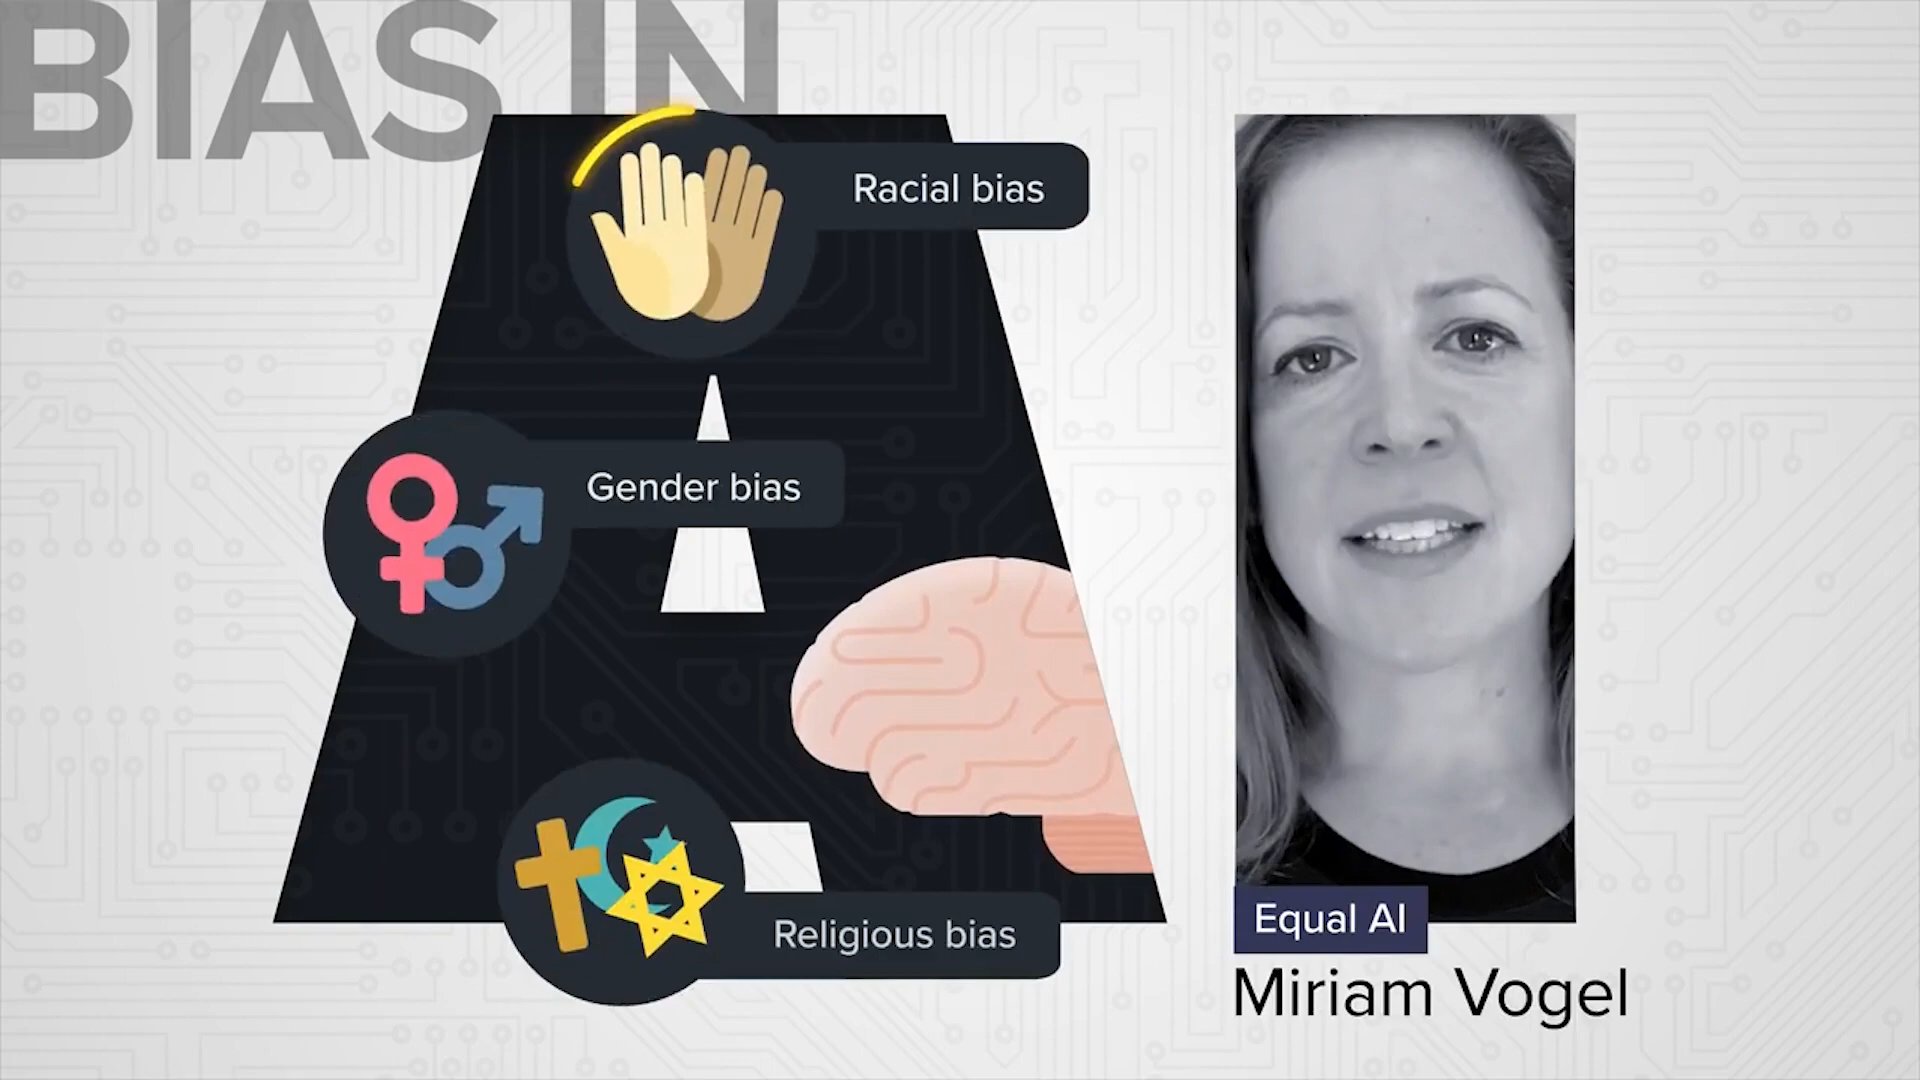 BIAS IN
Racial bias
Gender bias
Religious bias
Equal AI
Miriam Vogel